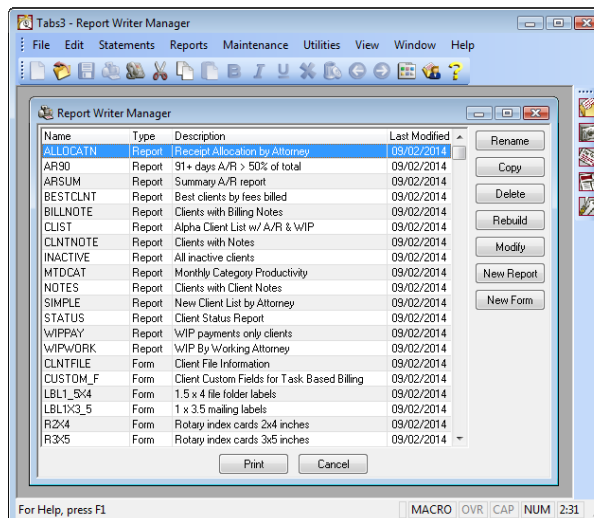 Tabs3 - Report Writer Manager
File Edit Statements Reports Maintenance Utilities View Window Help
Report Writer Manager
Name Type Description Last Modified
ALLOCATN Report Receipt Allocation by Attorney 09/02/2014
AR90 Report 91+ days A/R > 50% of total 09/02/2014
ARSUM Report Summary A/R report 09/02/2014
BESTCLNT Report Best clients by fees billed 09/02/2014
BILLNOTE Report Clients with Billing Notes 09/02/2014
CLIST Report Alpha Client List w/ A/R & WIP 09/02/2014
CLNTNOTE Report Clients with Notes 09/02/2014
INACTIVE Report All inactive clients 09/02/2014
MTDCAT Report Monthly Category Productivity 09/02/2014
NOTES Report Clients with Client Notes 09/02/2014
SIMPLE Report New Client List by Attorney 09/02/2014
STATUS Report Client Status Report 09/02/2014
WIPPAY Report WIP payments only clients 09/02/2014
WIPWORK Report WIP By Working Attorney 09/02/2014
CLNTFILE Form Client File Information 09/02/2014
CUSTOM_F Form Client Custom Fields for Task Based Billing 09/02/2014
LBL1_5X4 Form 1.5 x 4 file folder labels 09/02/2014
LBL1X3_5 Form 1 x 3.5 mailing labels 09/02/2014
R2X4 Form Rotary index cards 2x4 inches 09/02/2014
R3X5 Form Rotary index cards 3x5 inches 09/02/2014
Rename
Copy
Delete
Rebuild
Modify
New Report
New Form
Print Cancel
For Help, press F1 MACRO OVR CAP NUM 2:31